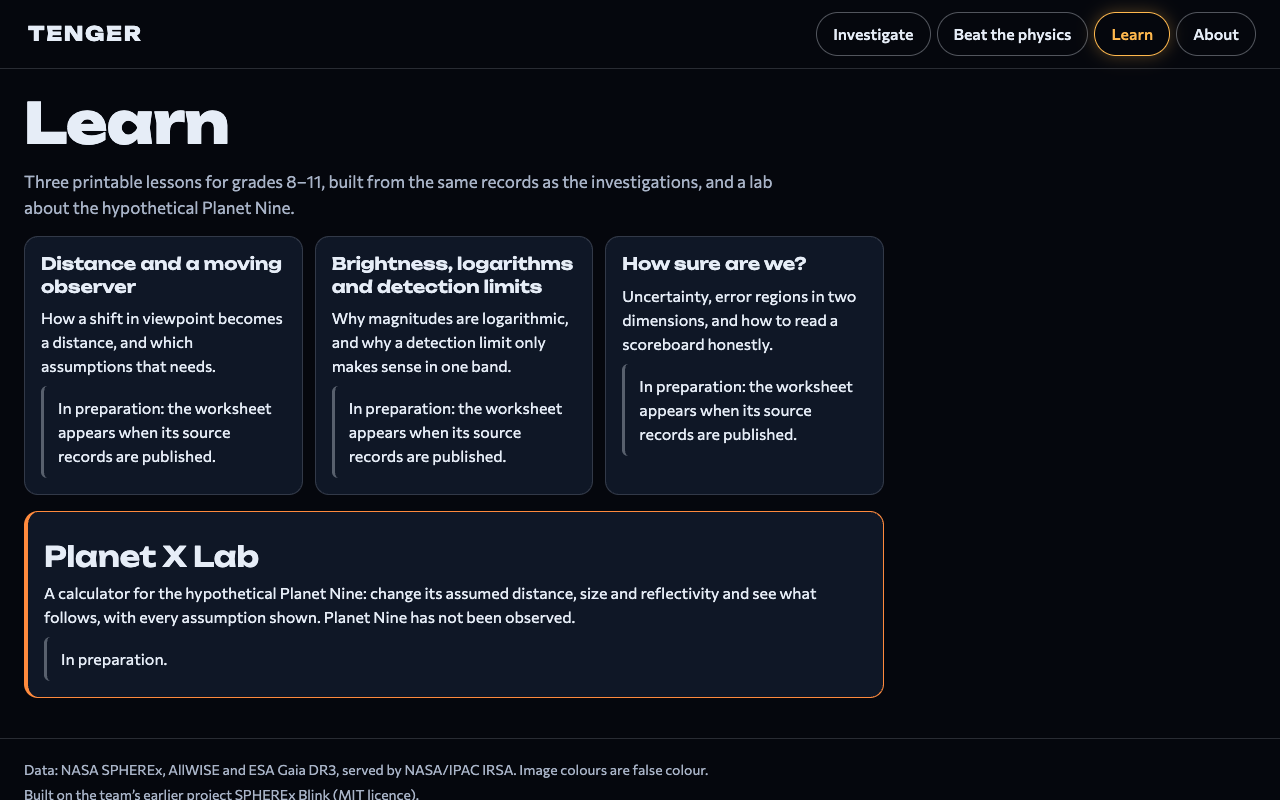 TENGER
Investigate
Beat the physics
Learn
About
Learn
Three printable lessons for grades 8–11, built from the same records as the investigations, and a lab
about the hypothetical Planet Nine.
Distance and a moving
observer
How a shift in viewpoint becomes
a distance, and which
assumptions that needs.
In preparation: the worksheet
appears when its source
records are published.
Brightness, logarithms
and detection limits
Why magnitudes are logarithmic,
and why a detection limit only
makes sense in one band.
In preparation: the worksheet
appears when its source
records are published.
How sure are we?
Uncertainty, error regions in two
dimensions, and how to read a
scoreboard honestly.
In preparation: the worksheet
appears when its source
records are published.
Planet X Lab
A calculator for the hypothetical Planet Nine: change its assumed distance, size and reflectivity and see what
follows, with every assumption shown. Planet Nine has not been observed.
In preparation.
Data: NASA SPHEREx, AllWISE and ESA Gaia DR3, served by NASA/IPAC IRSA. Image colours are false colour.
Built on the team’s earlier project SPHEREx Blink (MIT licence).